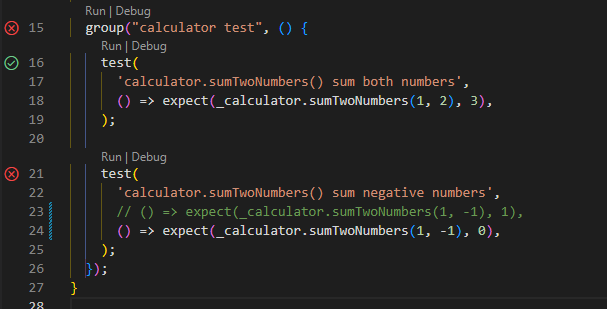 Run | Debug
15 group("calculator test", () {
Run | Debug
16 test(
17 'calculator.sumTwoNumbers() sum both numbers',
18 () => expect(_calculator.sumTwoNumbers(1, 2), 3),
19 );
20
Run | Debug
21 test(
22 'calculator.sumTwoNumbers() sum negative numbers',
23 // () => expect(_calculator.sumTwoNumbers(1, -1), 1),
24 () => expect(_calculator.sumTwoNumbers(1, -1), 0),
25 );
26 });
27 }
28